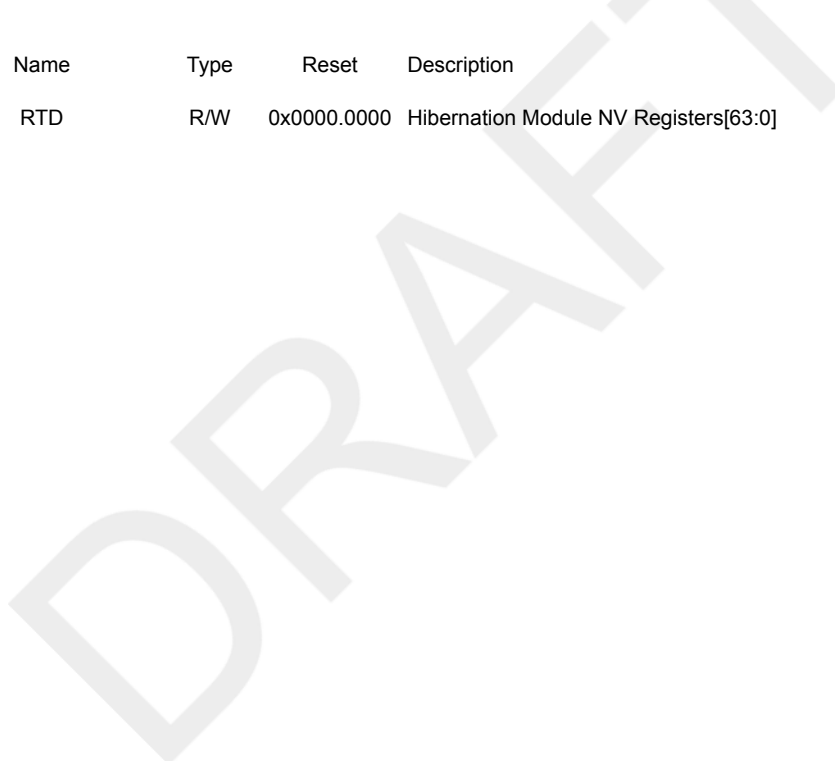 Name Type Reset Description
RTD R/W 0x0000.0000 Hibernation Module NV Registers[63:0]
DRAFT